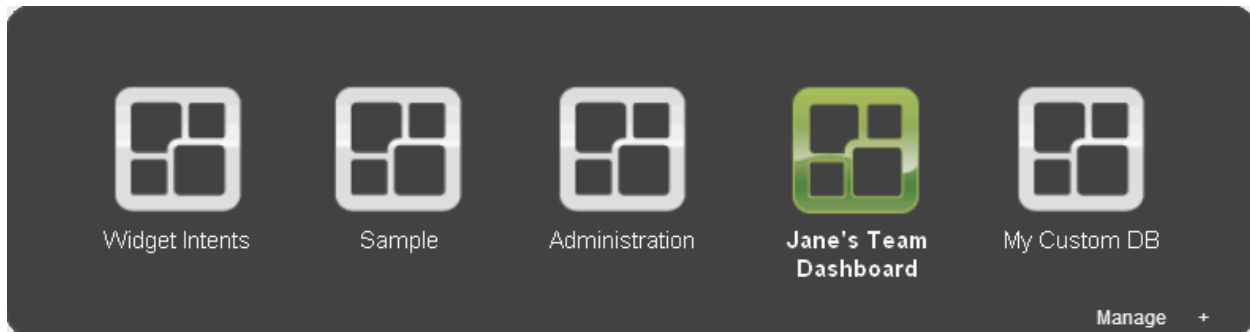 Widget Intents
Sample
Administration
Jane's Team
Dashboard
My Custom DB
Manage +